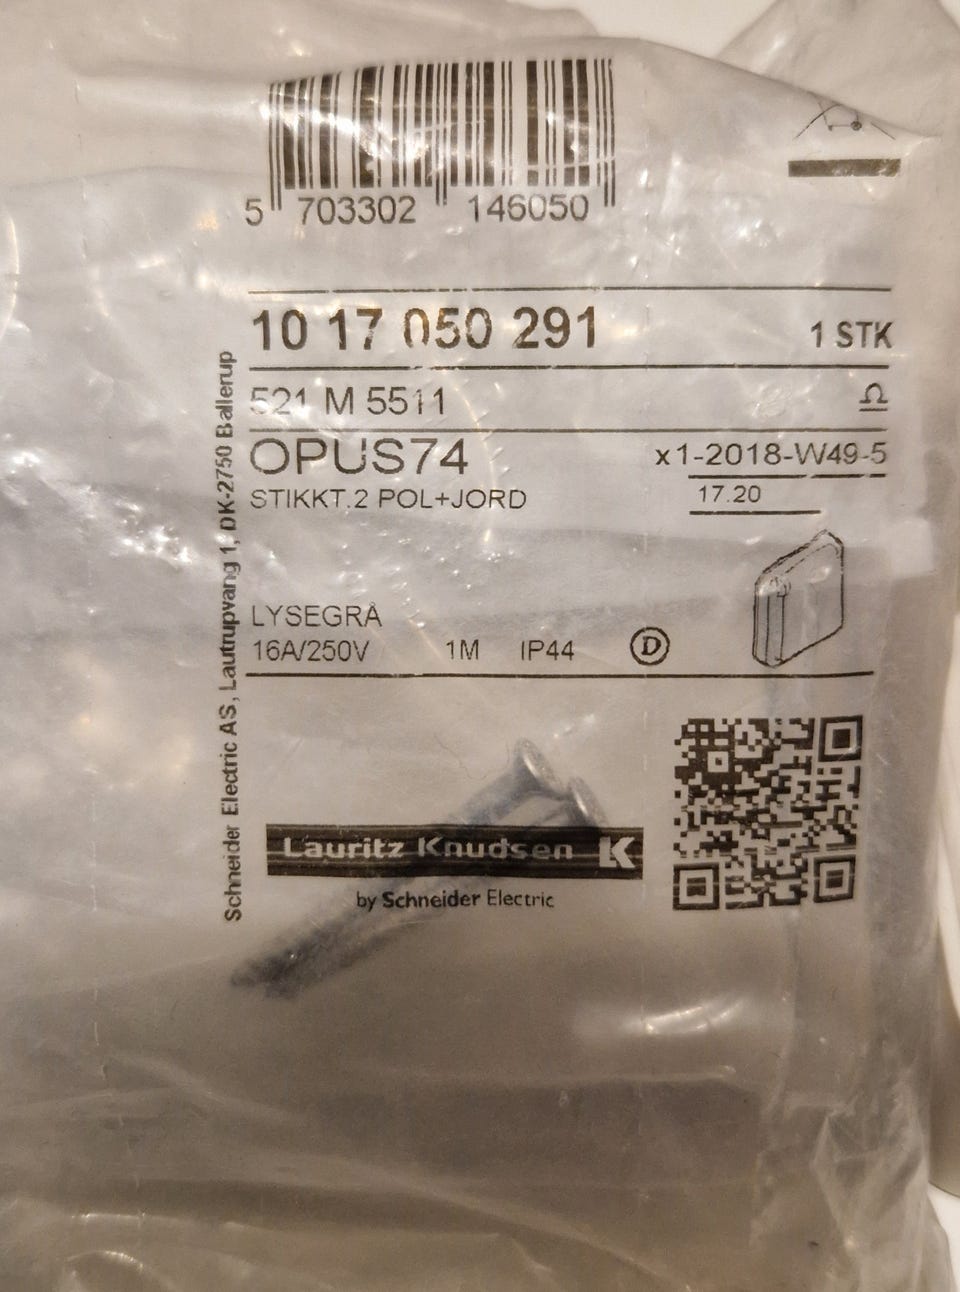 5 703302 146050
10 17 050 291 1 STK
521 M 5511
OPUS74 x1-2018-W49-5
STIKKT.2 POL+JORD 17.20
LYSEGRÅ
16A/250V 1M IP44 D
Lauritz Knudsen LK
by Schneider Electric
Schneider Electric AS, Lautrupvang 1, DK-2750 Ballerup